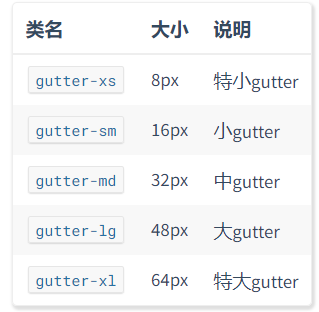 类名 大小 说明
gutter-xs 8px 特小gutter
gutter-sm 16px 小gutter
gutter-md 32px 中gutter
gutter-lg 48px 大gutter
gutter-xl 64px 特大gutter